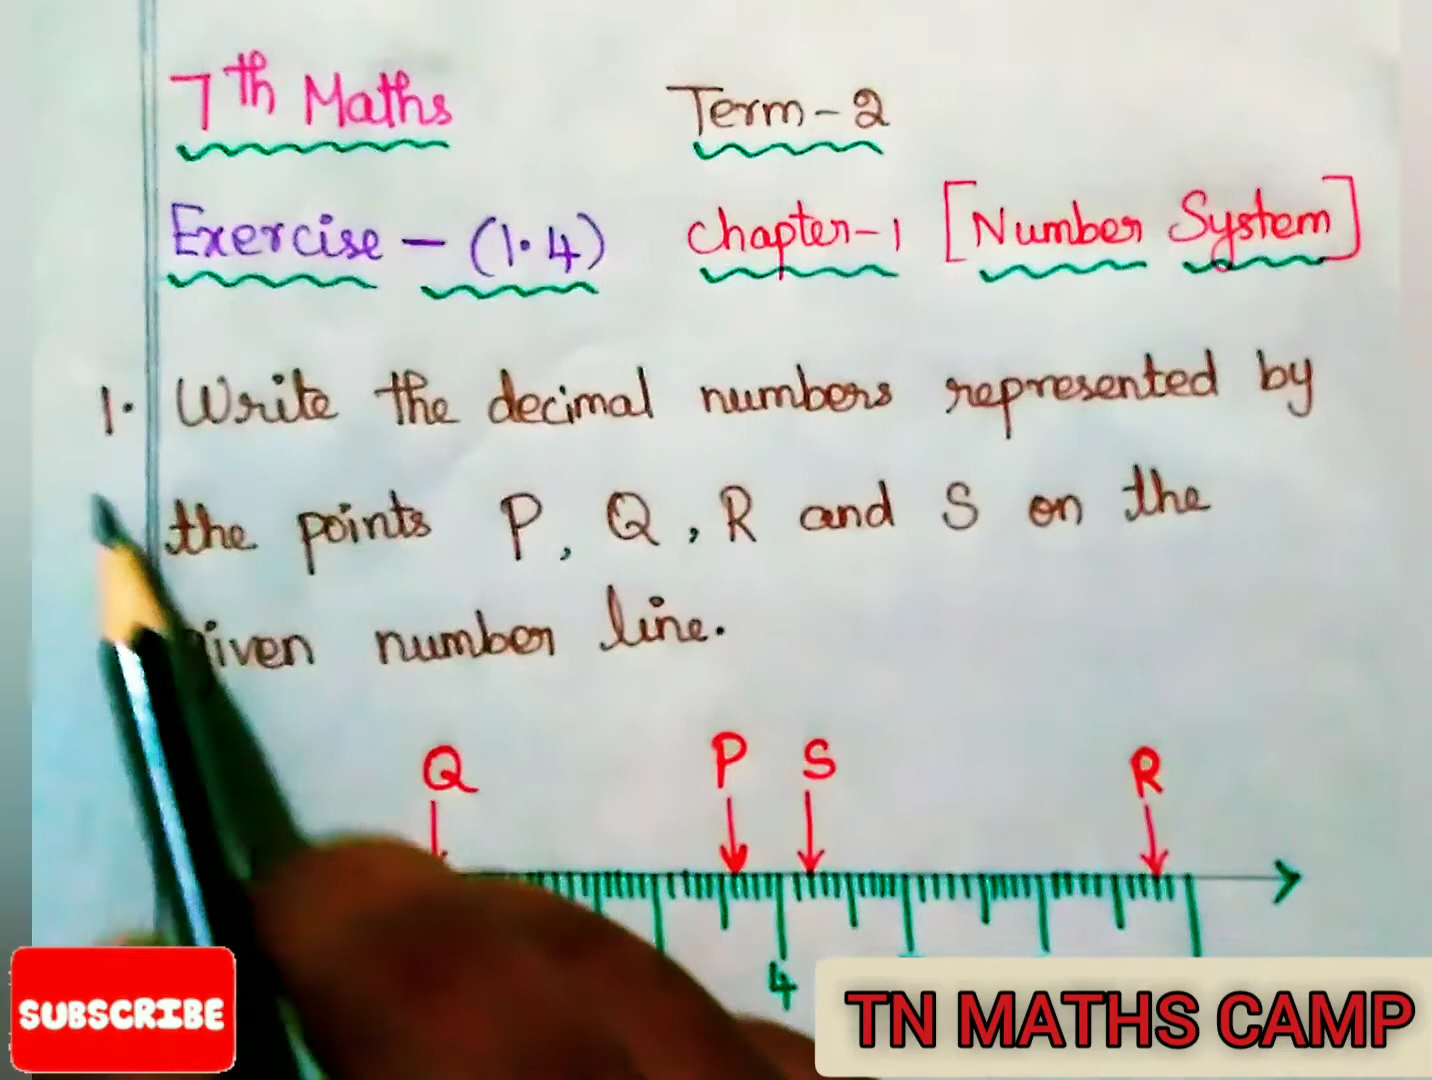 7th Maths Term - 2
Exercise - (1.4) Chapter-1 [Number System]
1. Write the decimal numbers represented by
the points P, Q, R and S on the
given number line.
Q P S R
4
SUBSCRIBE
TN MATHS CAMP